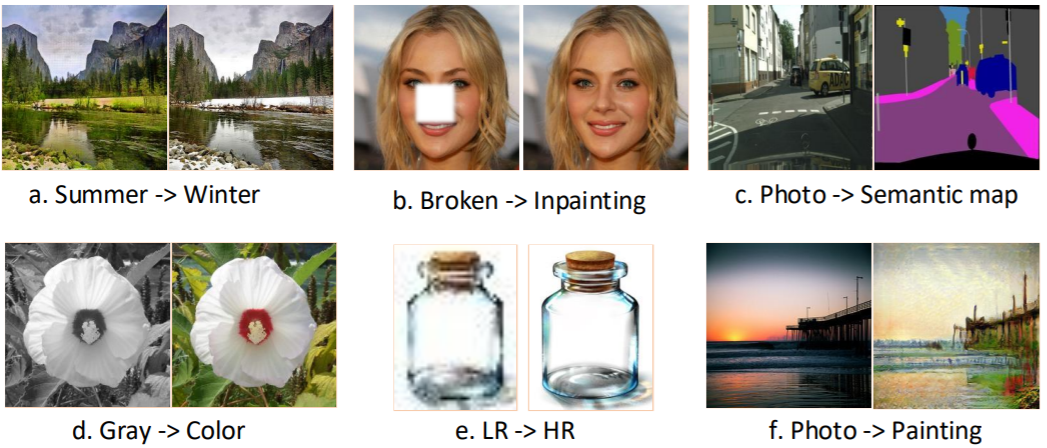 a. Summer -> Winter
b. Broken -> Inpainting
c. Photo -> Semantic map
d. Gray -> Color
e. LR -> HR
f. Photo -> Painting